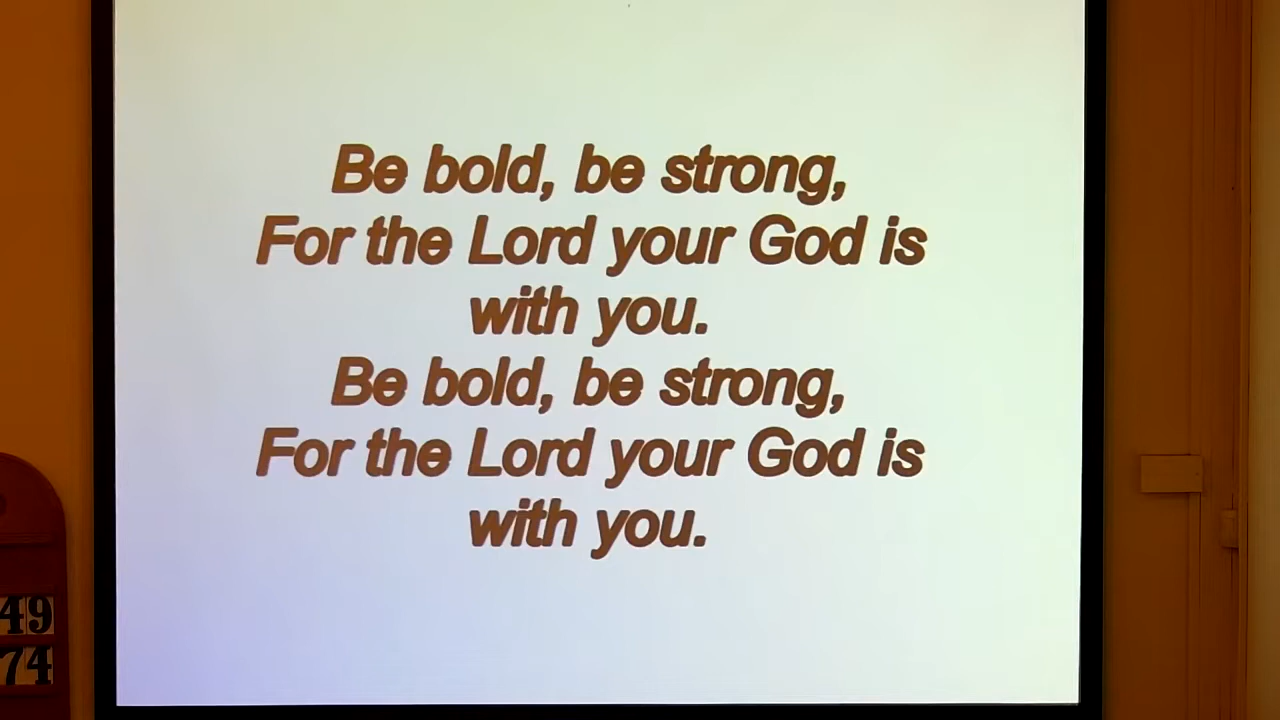 Be bold, be strong,
For the Lord your God is
with you.
Be bold, be strong,
For the Lord your God is
with you.
49
74